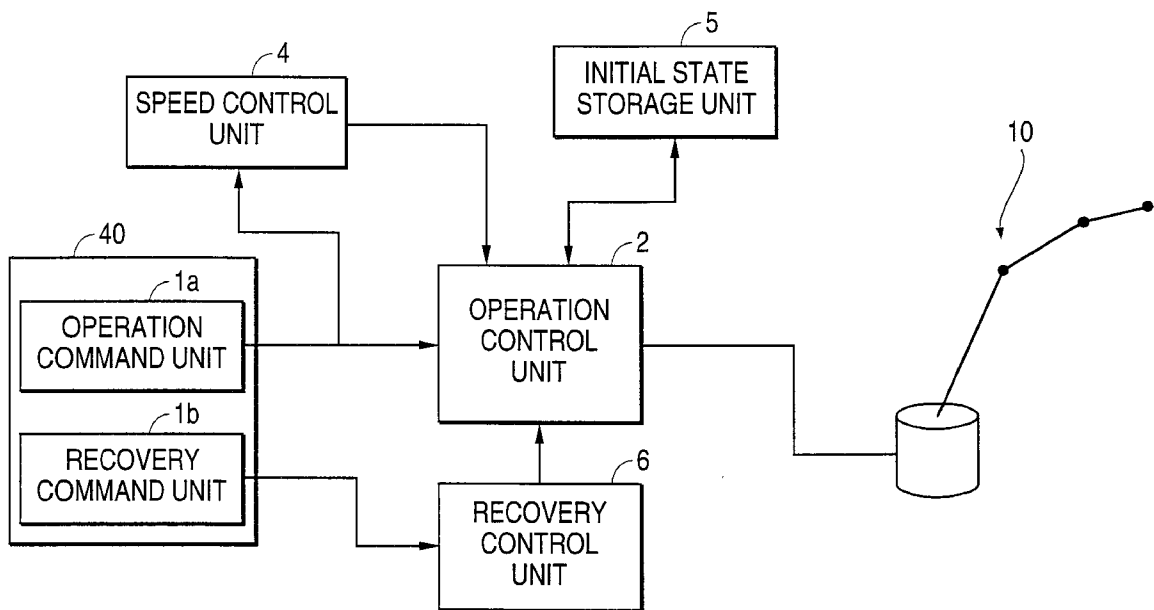 5
4
INITIAL STATE
STORAGE UNIT
SPEED CONTROL
UNIT
10
40
2
1a
OPERATION
COMMAND UNIT
OPERATION
CONTROL
UNIT
1b
RECOVERY
COMMAND UNIT
6
RECOVERY
CONTROL
UNIT